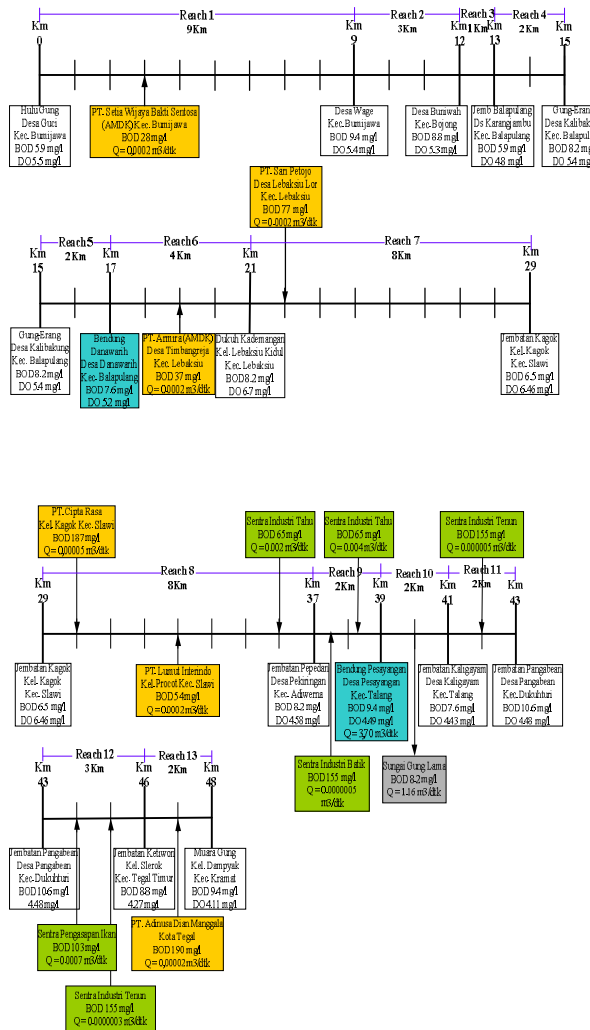 Reach 1
9Km
Reach 2
3Km
Reach 3
1Km
Reach 4
2Km
Km
0
Km
9
Km
12
Km
13
Km
15
Hulu Gung
Desa Guci
Kec. Bumijawa
BOD 5.9 mg/l
DO 5.5 mg/l
PT. Setia Wijaya Bakti Sentosa
(AMDK) Kec. Bumijawa
BOD 28 mg/l
Q = 0.0002 m3/dtk
Desa Wage
Kec. Bumijawa
BOD 9.4 mg/l
DO 5.4 mg/l
Desa Buniwah
Kec-Bojong
BOD 8.8 mg/l
DO 5.3 mg/l
Jemb Balapulang
Ds Karangjambu
Kec. Balapulang
BOD 5.9 mg/l
DO 4.8 mg/l
Gung-Erang
Desa Kalibakung
Kec. Balapulang
BOD 8.2 mg/l
DO 5.4 mg/l
PT. Sari Petojo
Desa Lebaksiu Lor
Kec. Lebaksiu
BOD 77 mg/l
Q = 0.0002 m3/dtk
Reach 5
2Km
Reach 6
4Km
Reach 7
8Km
Km
15
Km
17
Km
21
Km
29
Gung-Erang
Desa Kalibakung
Kec. Balapulang
BOD 8.2 mg/l
DO 5.4 mg/l
Bendung
Danawarih
Desa Danawarih
Kec-Balapulang
BOD 7.6 mg/l
DO 5.2 mg/l
PT. Armira (AMDK)
Desa Timbangreja
Kec. Lebaksiu
BOD 37 mg/l
Q = 0.0002 m3/dtk
Dukuh Kademangan
Kel. Lebaksiu Kidul
Kec. Lebaksiu
BOD 8.2 mg/l
DO 6.7 mg/l
Jembatan Kagok
Kel. Kagok
Kec. Slawi
BOD 6.5 mg/l
DO 6.46 mg/l
PT. Cipta Rasa
Kel. Kagok Kec. Slawi
BOD 187 mg/l
Q = 0.00005 m3/dtk
Sentra Industri Tahu
BOD 65 mg/l
Q = 0.002 m3/dtk
Sentra Industri Tahu
BOD 65 mg/l
Q = 0.004 m3/dtk
Sentra Industri Tenun
BOD 155 mg/l
Q = 0.000005 m3/dtk
Reach 8
8Km
Reach 9
2Km
Reach 10
2Km
Reach 11
2Km
Km
29
Km
37
Km
39
Km
41
Km
43
Jembatan Kagok
Kel. Kagok
Kec. Slawi
BOD 6.5 mg/l
DO 6.46 mg/l
PT. Lumut Interindo
Kel. Procot Kec. Slawi
BOD 54 mg/l
Q = 0.0002 m3/dtk
Jembatan Pepedan
Desa Pekiringan
Kec. Adiwerna
BOD 8.2 mg/l
DO 4.58 mg/l
Bendung Pesayangan
Desa Pesayangan
Kec-Talang
BOD 9.4 mg/l
DO 4.49 mg/l
Q = 3,70 m3/dtk
Jembatan Kaligayam
Desa Kaligayam
Kec-Talang
BOD 7.6 mg/l
DO 4.43 mg/l
Jembatan Pangabean
Desa Pangabean
Kec-Dukuhturi
BOD 10.6 mg/l
DO 4.48 mg/l
Sentra Industri Batik
BOD 155 mg/l
Q = 0.0000005
m3/dtk
Sungai Gung Lama
BOD 8.2 mg/l
Q = 1.16 m3/dtk
Reach 12
3Km
Reach 13
2Km
Km
43
Km
46
Km
48
Jembatan Pangabean
Desa Pangabean
Kec-Dukuhturi
BOD 10.6 mg/l
4.48 mg/l
Jembatan Ketiwon
Kel. Slerok
Kec. Tegal Timur
BOD 8.8 mg/l
4.27 mg/l
Muara Gung
Kel. Dampyak
Kec. Kramat
BOD 9.4 mg/l
DO 4.11 mg/l
Sentra Pengasapan Ikan
BOD 103 mg/l
Q = 0.0007 m3/dtk
PT. Adinusa Dian Manggala
Kota Tegal
BOD 190 mg/l
Q = 0.00002 m3/dtk
Sentra Industri Tenun
BOD 155 mg/l
Q = 0.0000003 m3/dtk